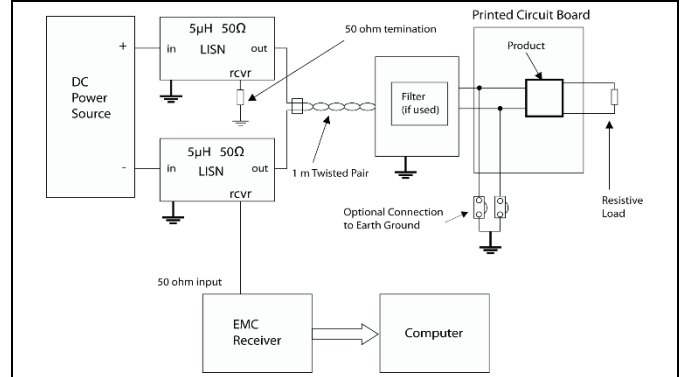 Printed Circuit Board
5μH 50Ω
LISN
in
out
rcvr
50 ohm temination
Product
+
DC
Power
Source
-
Filter
(if used)
5μH 50Ω
LISN
in
out
rcvr
1 m Twisted Pair
Optional Connection
to Earth Ground
Resistive
Load
50 ohm input
EMC
Receiver
Computer